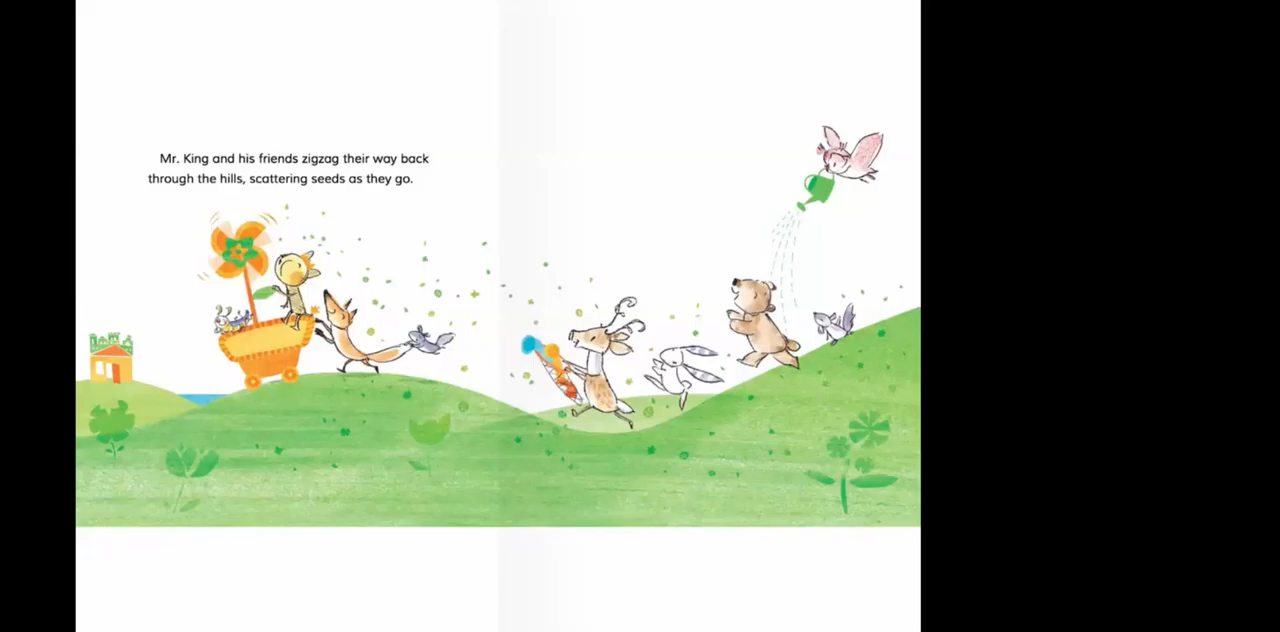 Mr. King and his friends zigzag their way back
through the hills, scattering seeds as they go.